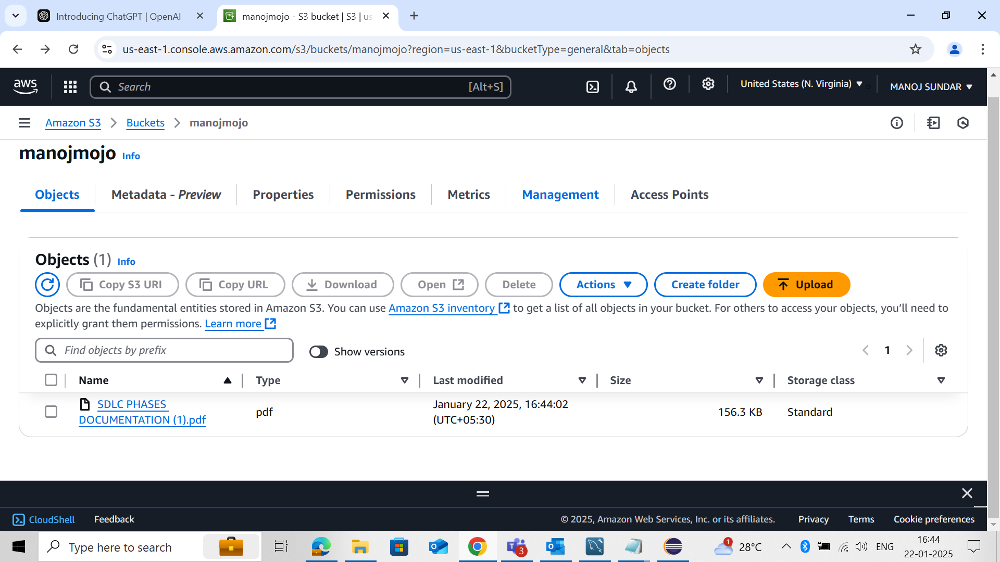 Introducing ChatGPT | OpenAI
manojmojo - S3 bucket | S3 | us
us-east-1.console.aws.amazon.com/s3/buckets/manojmojo?region=us-east-1&bucketType=general&tab=objects
aws
Search
[Alt+S]
United States (N. Virginia)
MANOJ SUNDAR
Amazon S3
Buckets
manojmojo
manojmojo Info
Objects
Metadata - Preview
Properties
Permissions
Metrics
Management
Access Points
Objects (1) Info
Copy S3 URI
Copy URL
Download
Open
Delete
Actions
Create folder
Upload
Objects are the fundamental entities stored in Amazon S3. You can use Amazon S3 inventory to get a list of all objects in your bucket. For others to access your objects, you’ll need to
explicitly grant them permissions. Learn more
Find objects by prefix
Show versions
1
Name
Type
Last modified
Size
Storage class
SDLC PHASES
DOCUMENTATION (1).pdf
pdf
January 22, 2025, 16:44:02
(UTC+05:30)
156.3 KB
Standard
CloudShell
Feedback
© 2025, Amazon Web Services, Inc. or its affiliates.
Privacy
Terms
Cookie preferences
Type here to search
3
1
28°C
ENG
16:44
22-01-2025